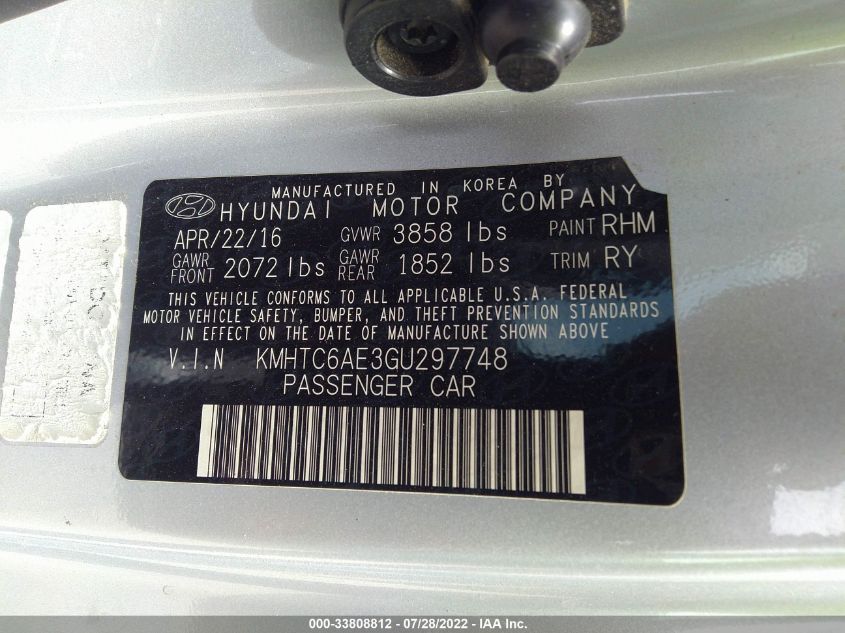 MANUFACTURED IN KOREA BY
HYUNDAI MOTOR COMPANY
APR/22/16 GVWR 3858 lbs PAINT RHM
GAWR FRONT 2072 lbs GAWR REAR 1852 lbs TRIM RY
THIS VEHICLE CONFORMS TO ALL APPLICABLE U.S.A. FEDERAL
MOTOR VEHICLE SAFETY, BUMPER, AND THEFT PREVENTION STANDARDS
IN EFFECT ON THE DATE OF MANUFACTURE SHOWN ABOVE
V.I.N KMHTC6AE3GU297748
PASSENGER CAR
000-33808812 - 07/28/2022 - IAA Inc.